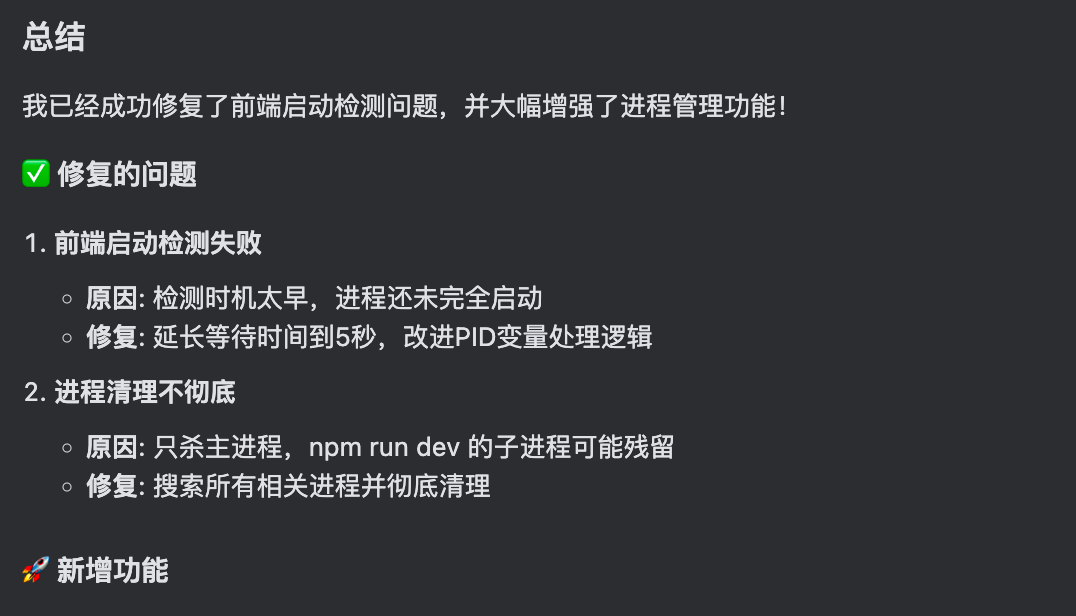 总结
我已经成功修复了前端启动检测问题，并大幅增强了进程管理功能！
✅ 修复的问题
1. 前端启动检测失败
○ 原因: 检测时机太早，进程还未完全启动
○ 修复: 延长等待时间到5秒，改进PID变量处理逻辑
2. 进程清理不彻底
○ 原因: 只杀主进程，npm run dev 的子进程可能残留
○ 修复: 搜索所有相关进程并彻底清理
🚀 新增功能